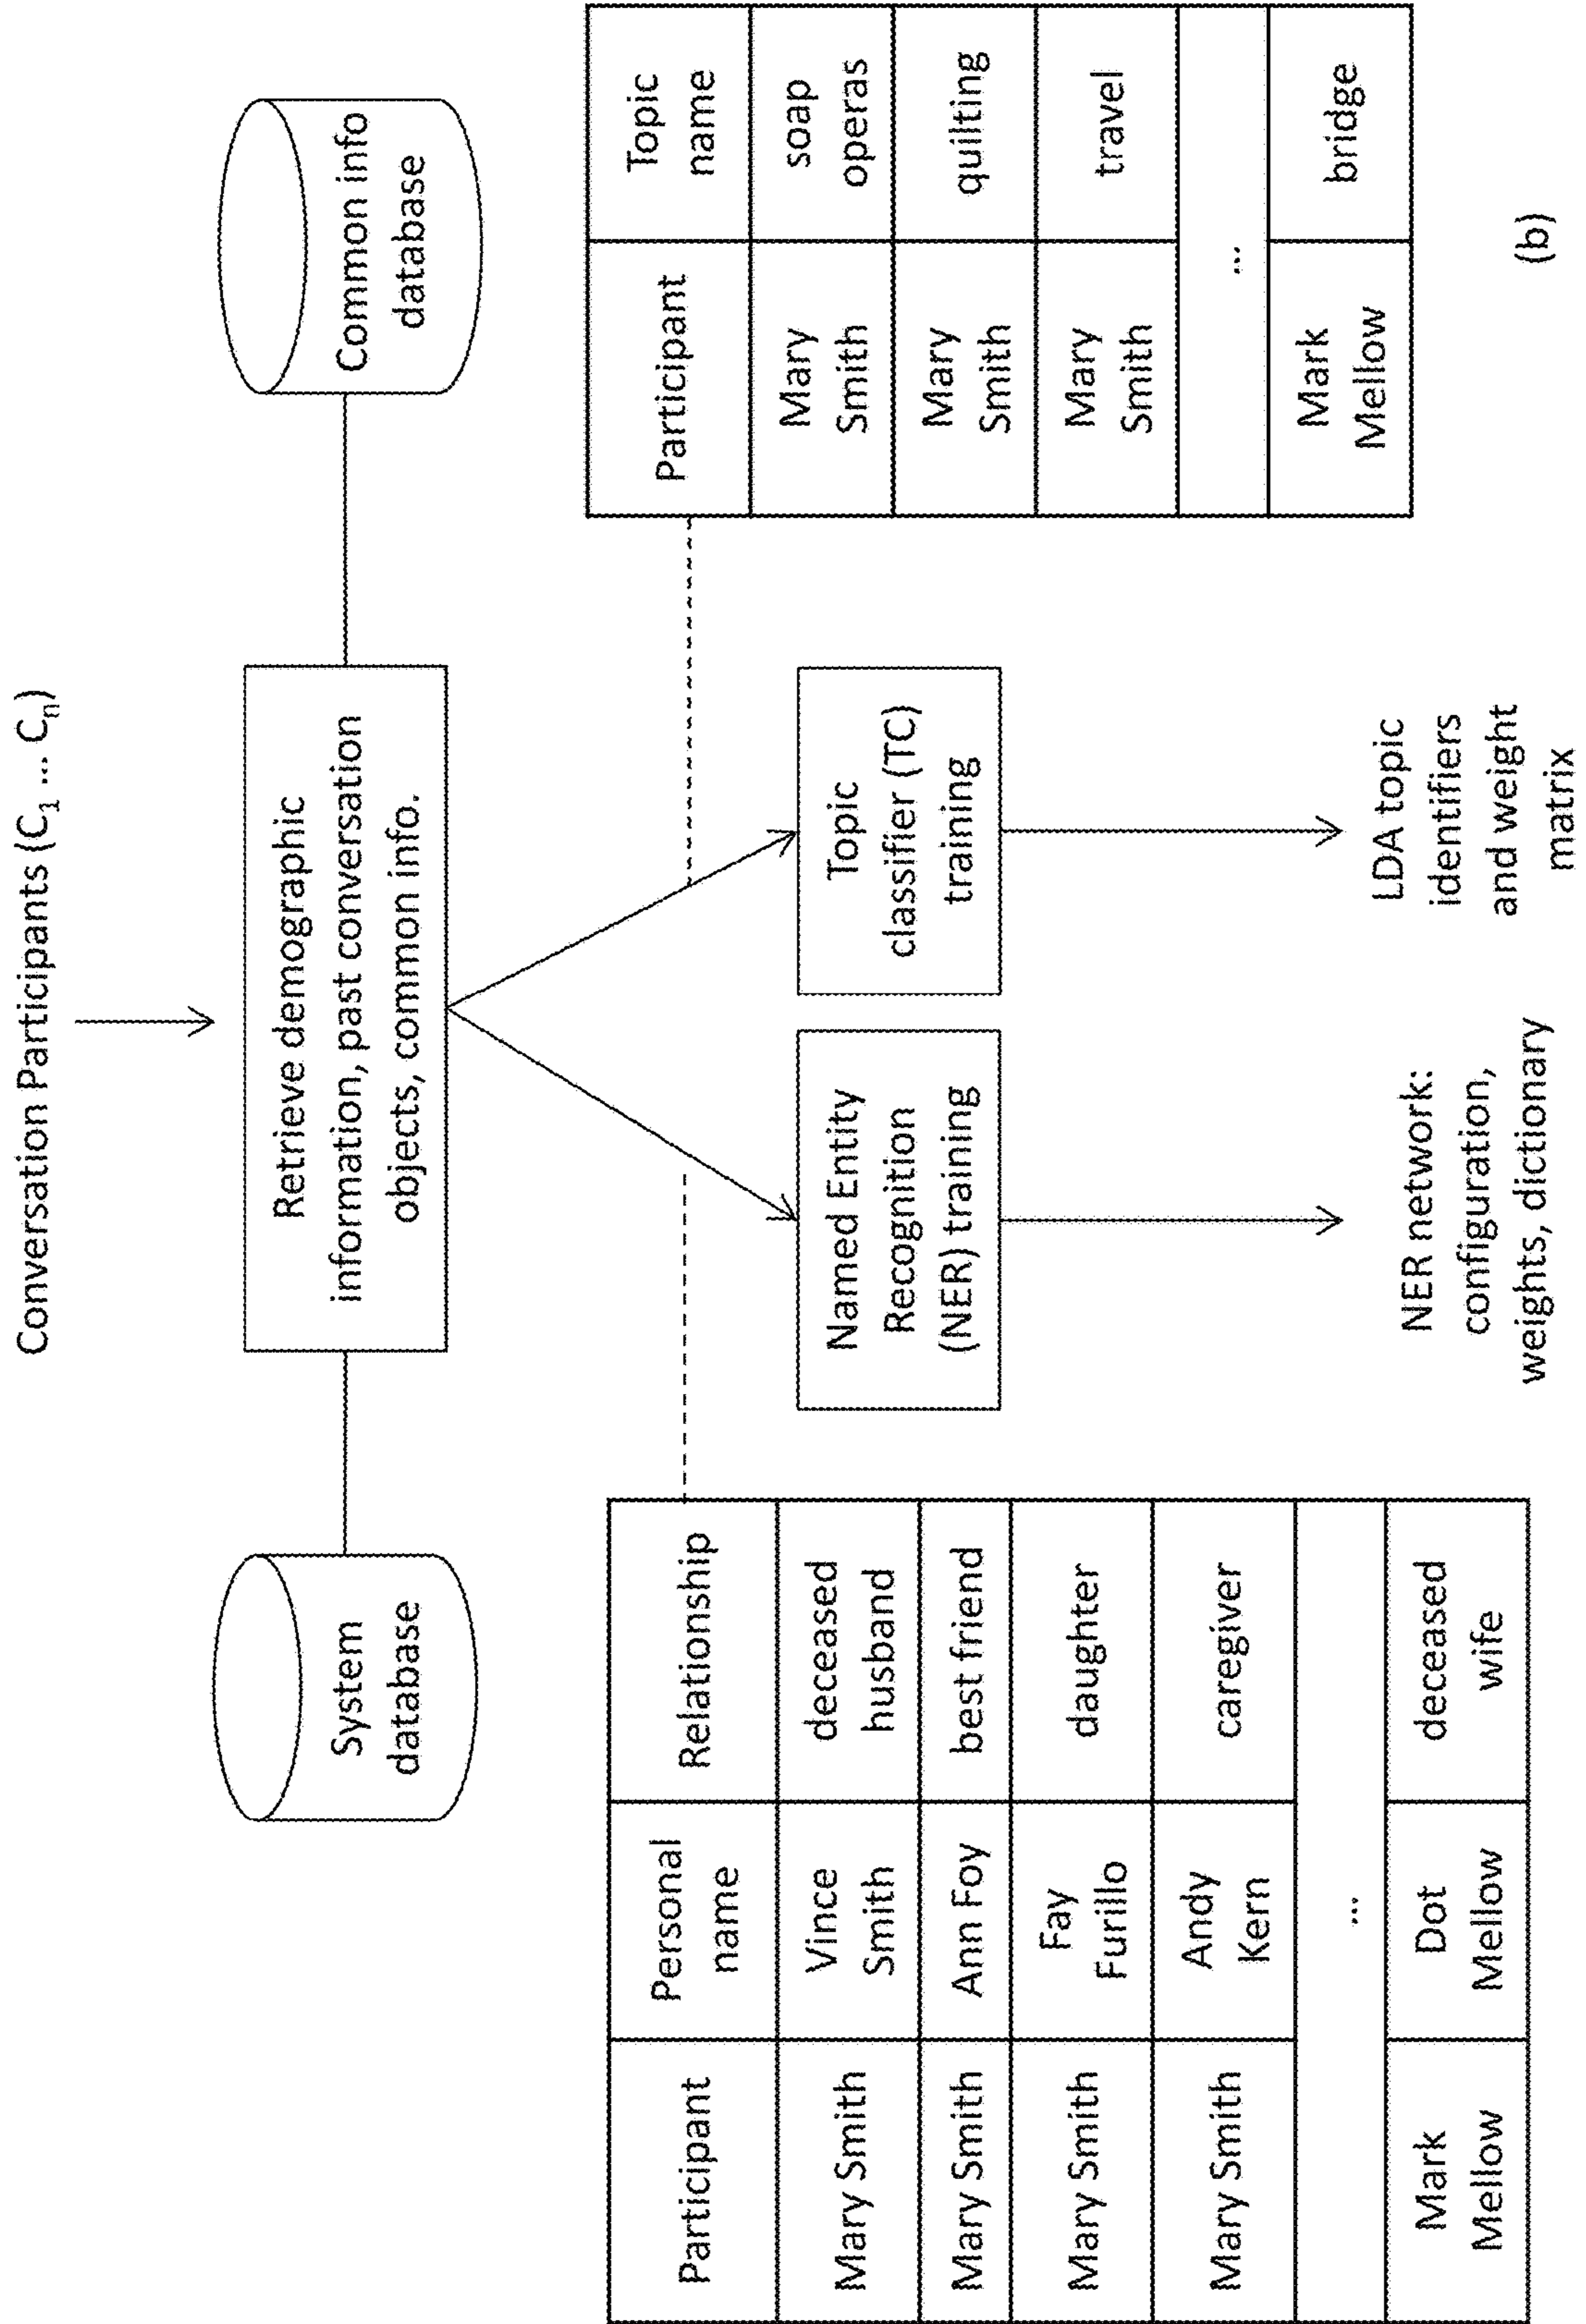 Conversation Participants (C1 ... Cn)
System
database
Retrieve demographic
information, past conversation
objects, common info.
Common info
database
Participant
Personal
name
Relationship
Mary Smith
Vince
Smith
deceased
husband
Mary Smith
Ann Foy
best friend
Mary Smith
Fay
Furillo
daughter
Mary Smith
Andy
Kern
caregiver
...
Mark
Mellow
Dot
Mellow
deceased
wife
Named Entity
Recognition
(NER) training
Topic
classifier (TC)
training
NER network:
configuration,
weights, dictionary
LDA topic
identifiers
and weight
matrix
Participant
Topic
name
Mary
Smith
soap
operas
Mary
Smith
quilting
Mary
Smith
travel
...
Mark
Mellow
bridge
(b)